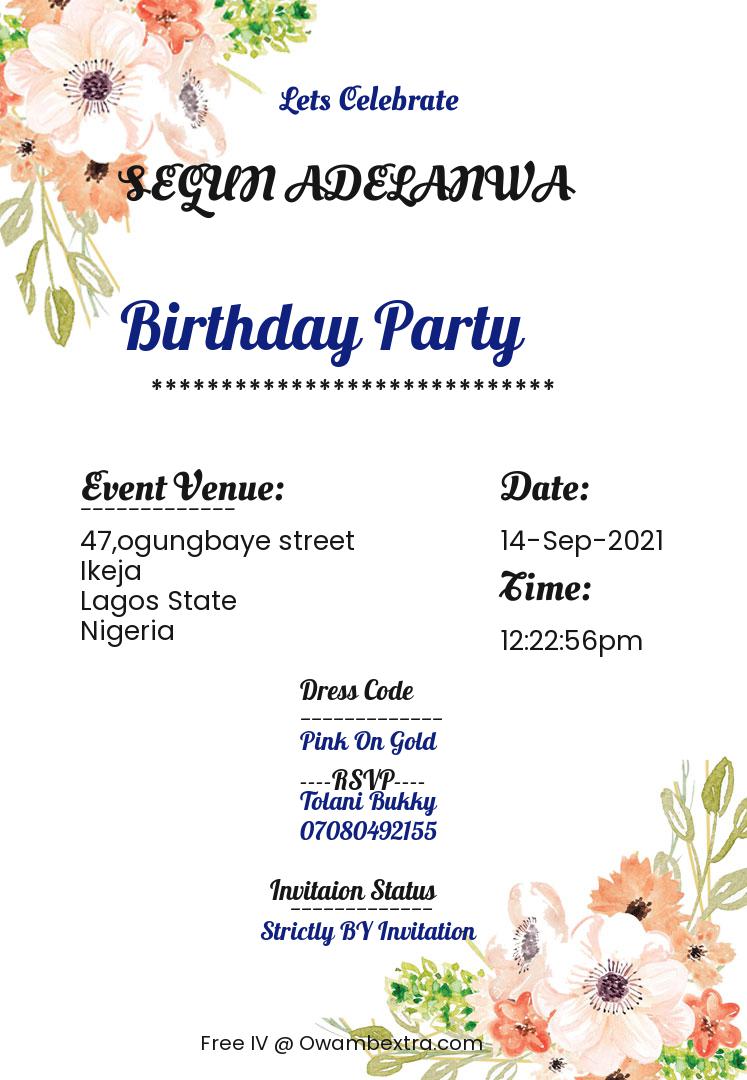 Lets Celebrate
SEGUN ADELANWA
Birthday Party
*****************************
Event Venue:
-------------
47,ogungbaye street
Ikeja
Lagos State
Nigeria
Date:
14-Sep-2021
Time:
12:22:56pm
Dress Code
-------------
Pink On Gold
----RSVP----
Tolani Bukky
07080492155
Invitaion Status
-------------
Strictly BY Invitation
Free IV @ Owambextra.com